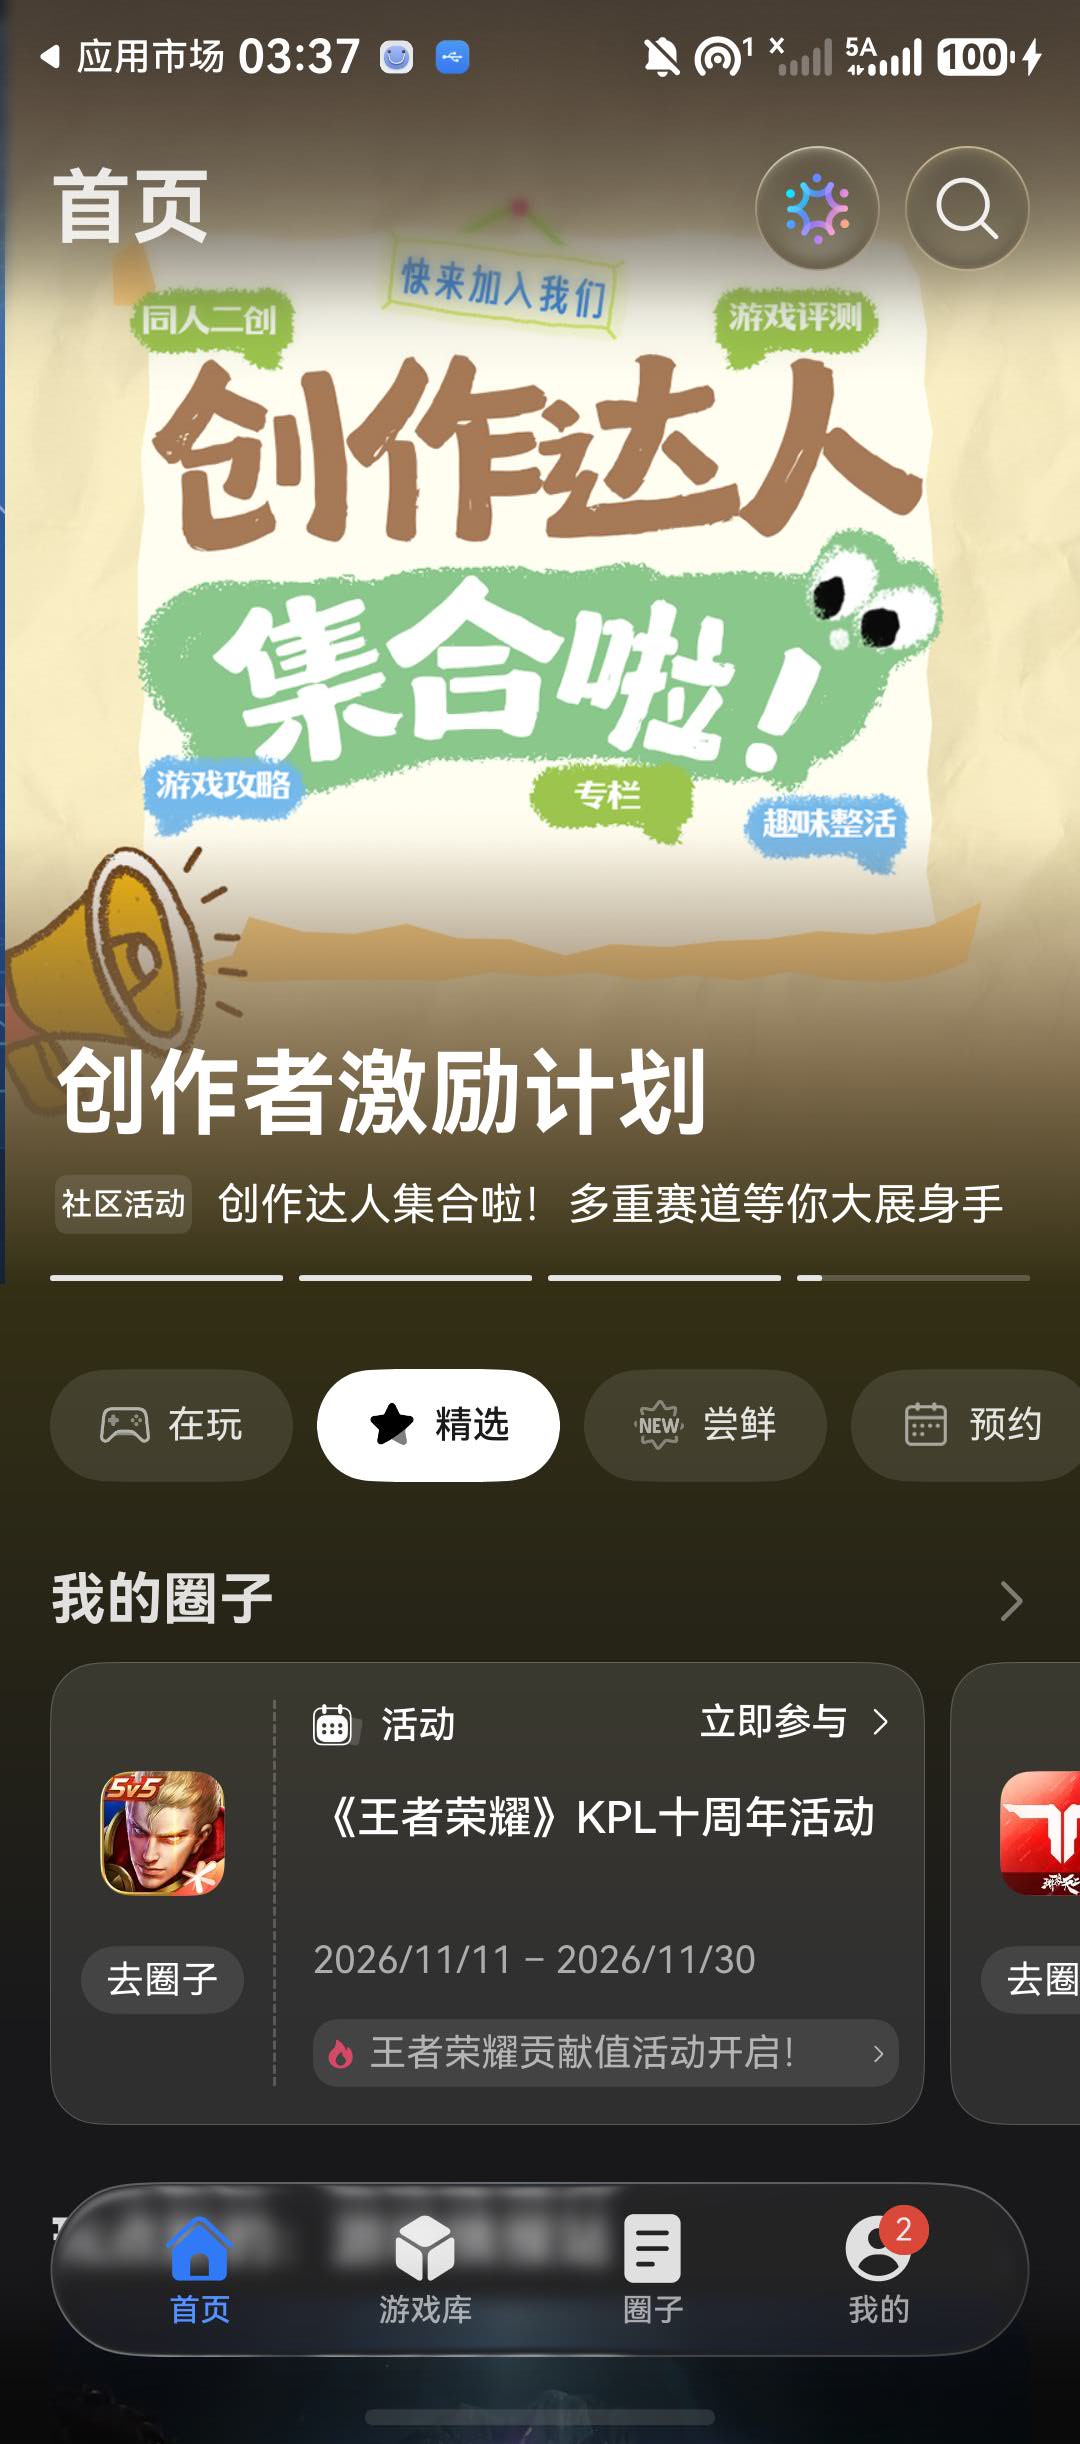 应用市场 03:37
1 5A 100
首页
快来加入我们
同人二创
游戏评测
创作达人
集合啦!
游戏攻略
专栏
趣味整活
创作者激励计划
社区活动 创作达人集合啦！多重赛道等你大展身手
在玩 精选 NEW 尝鲜 预约
我的圈子
活动 立即参与
5v5
《王者荣耀》KPL十周年活动
去圈子
2026/11/11 – 2026/11/30
王者荣耀贡献值活动开启！
去圈
2
首页 游戏库 圈子 我的